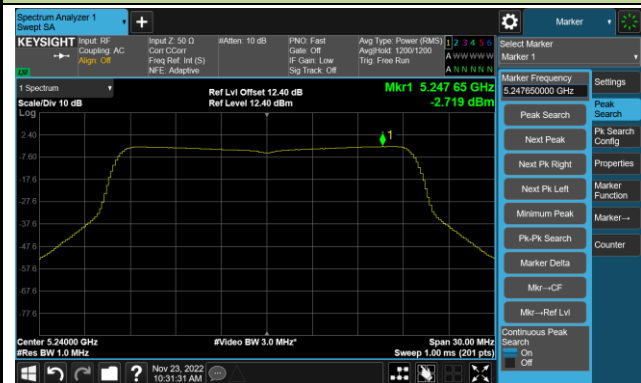 Spectrum Analyzer 1
Swept SA
Marker
KEYSIGHT
Input: RF
Coupling: AC
Align: Off
Input Z: 50 Ω
Corr CCorr
Freq Ref: Int (S)
NFE: Adaptive
#Atten: 10 dB
PNO: Fast
Gate: Off
IF Gain: Low
Sig Track: Off
Avg Type: Power (RMS)
Avg|Hold: 1200/1200
Trig: Free Run
1 2 3 4 5 6
A W W W W W
A N N N N N
LXI
Select Marker
Marker 1
1 Spectrum
Scale/Div 10 dB
Log
Ref Lvl Offset 12.40 dB
Ref Level 12.40 dBm
Mkr1 5.247 65 GHz
-2.719 dBm
Marker Frequency
5.247650000 GHz
Settings
Peak Search
Peak
Search
Next Peak
Pk Search
Config
Next Pk Right
Properties
Next Pk Left
Marker
Function
Minimum Peak
Marker→
Pk-Pk Search
Counter
Marker Delta
Mkr→CF
Mkr→Ref Lvl
Continuous Peak
Search
On
Off
1
2.40
-7.60
-17.6
-27.6
-37.6
-47.6
-57.6
-67.6
-77.6
Center 5.24000 GHz
#Res BW 1.0 MHz
#Video BW 3.0 MHz*
Span 30.00 MHz
Sweep 1.00 ms (201 pts)
?
Nov 23, 2022
10:31:31 AM